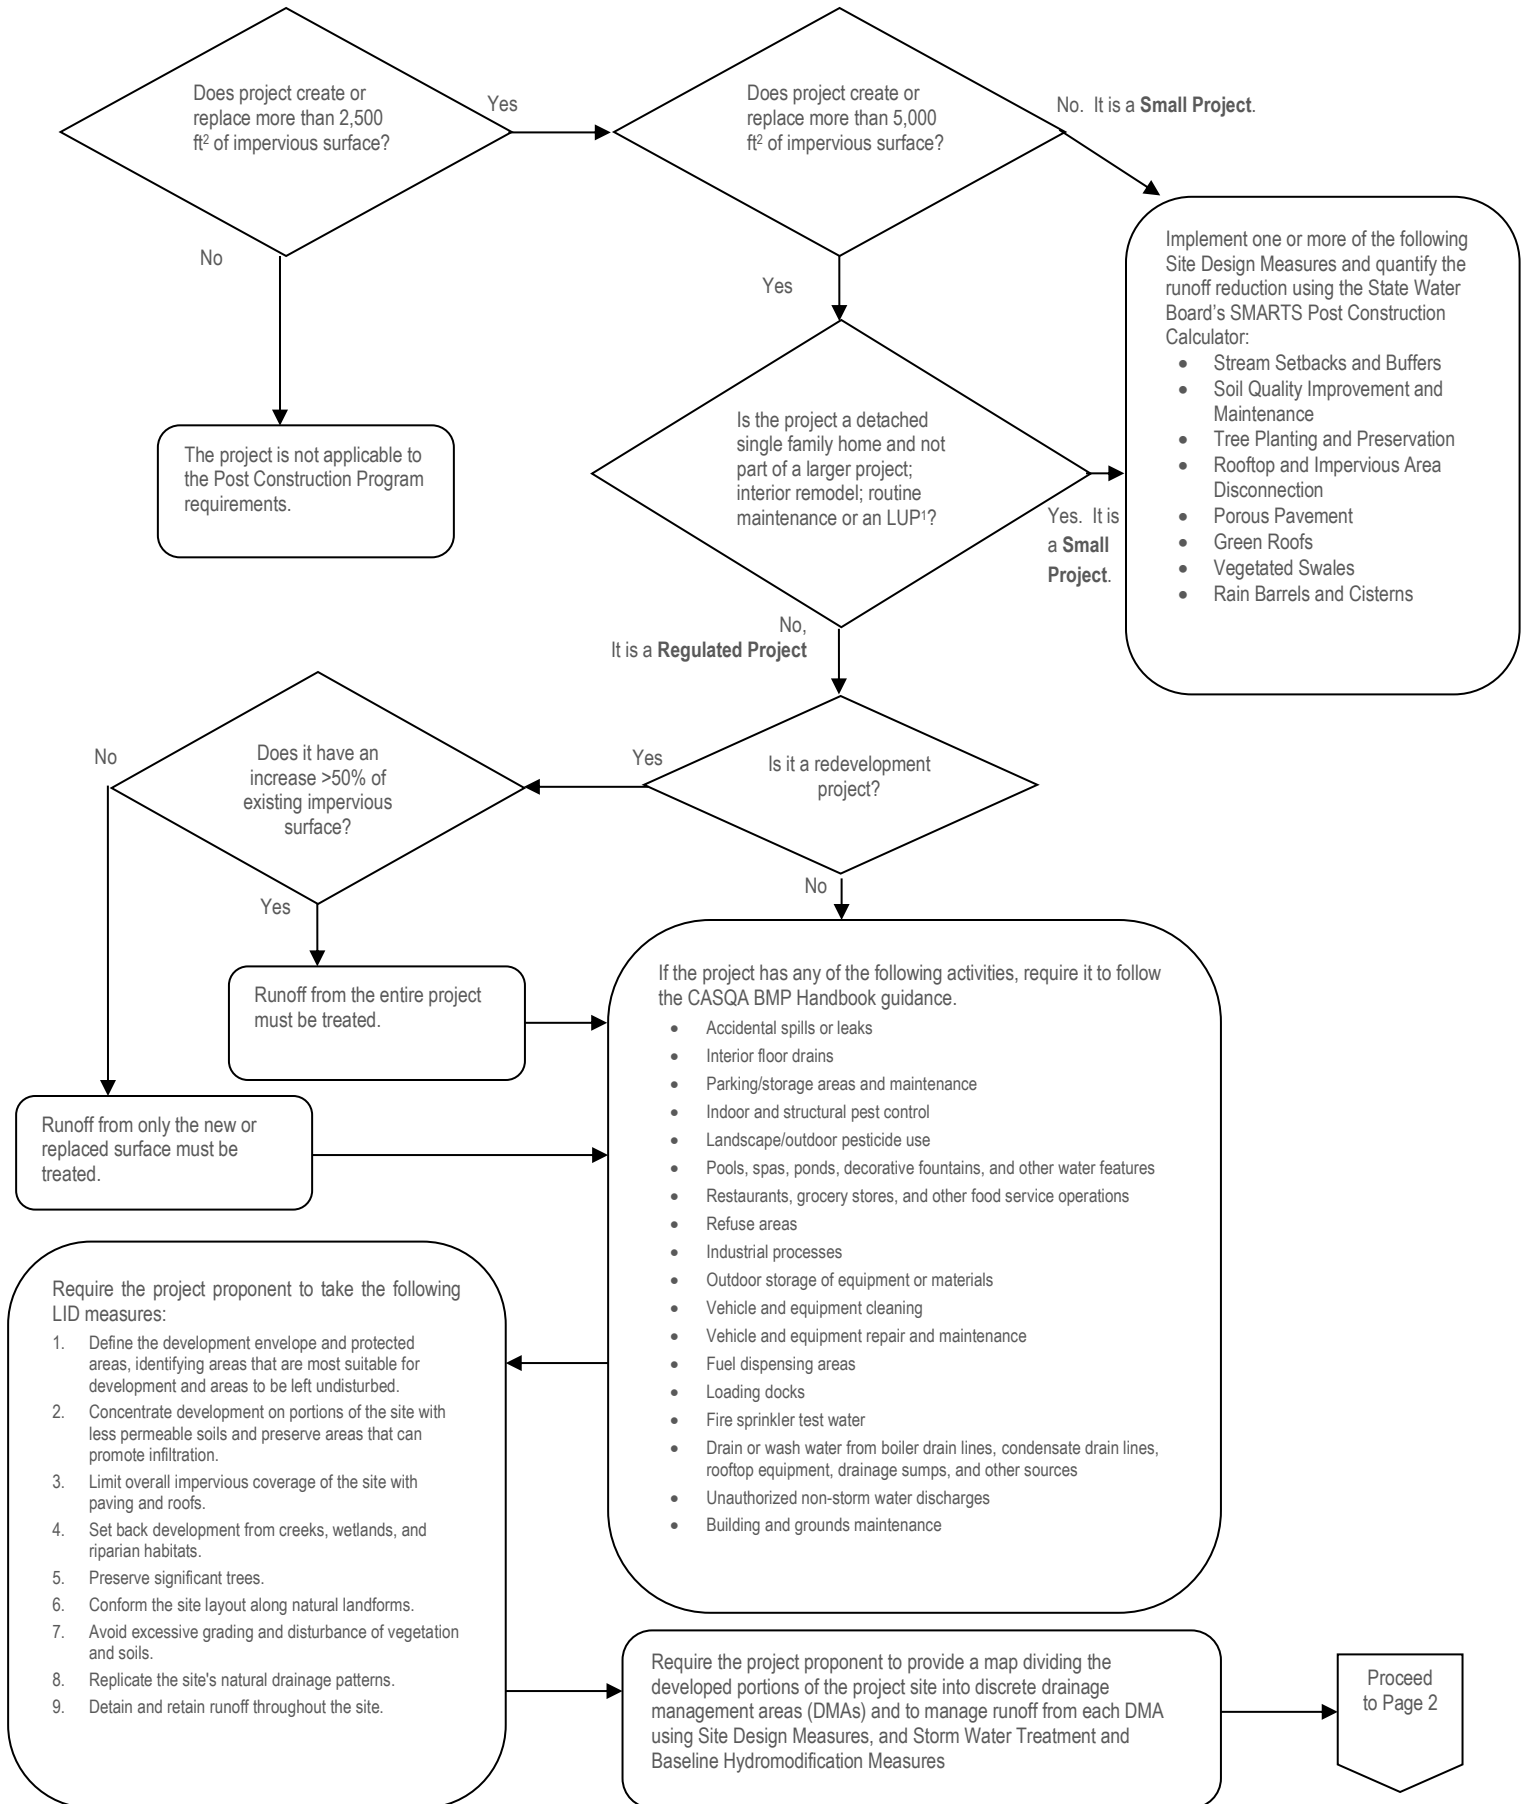 Does project create or
replace more than 2,500
ft² of impervious surface?
Yes
Does project create or
replace more than 5,000
ft² of impervious surface?
No. It is a Small Project.
No
Yes
Implement one or more of the following
Site Design Measures and quantify the
runoff reduction using the State Water
Board’s SMARTS Post Construction
Calculator:
• Stream Setbacks and Buffers
• Soil Quality Improvement and
Maintenance
• Tree Planting and Preservation
• Rooftop and Impervious Area
Disconnection
• Porous Pavement
• Green Roofs
• Vegetated Swales
• Rain Barrels and Cisterns
The project is not applicable to
the Post Construction Program
requirements.
Is the project a detached
single family home and not
part of a larger project;
interior remodel; routine
maintenance or an LUP¹?
Yes. It is
a Small
Project.
No,
It is a Regulated Project
Is it a redevelopment
project?
Yes
Does it have an
increase >50% of
existing impervious
surface?
No
Yes
No
Runoff from the entire project
must be treated.
Runoff from only the new or
replaced surface must be
treated.
If the project has any of the following activities, require it to follow
the CASQA BMP Handbook guidance.
• Accidental spills or leaks
• Interior floor drains
• Parking/storage areas and maintenance
• Indoor and structural pest control
• Landscape/outdoor pesticide use
• Pools, spas, ponds, decorative fountains, and other water features
• Restaurants, grocery stores, and other food service operations
• Refuse areas
• Industrial processes
• Outdoor storage of equipment or materials
• Vehicle and equipment cleaning
• Vehicle and equipment repair and maintenance
• Fuel dispensing areas
• Loading docks
• Fire sprinkler test water
• Drain or wash water from boiler drain lines, condensate drain lines,
rooftop equipment, drainage sumps, and other sources
• Unauthorized non-storm water discharges
• Building and grounds maintenance
Require the project proponent to take the following
LID measures:
1. Define the development envelope and protected
areas, identifying areas that are most suitable for
development and areas to be left undisturbed.
2. Concentrate development on portions of the site with
less permeable soils and preserve areas that can
promote infiltration.
3. Limit overall impervious coverage of the site with
paving and roofs.
4. Set back development from creeks, wetlands, and
riparian habitats.
5. Preserve significant trees.
6. Conform the site layout along natural landforms.
7. Avoid excessive grading and disturbance of vegetation
and soils.
8. Replicate the site's natural drainage patterns.
9. Detain and retain runoff throughout the site.
Require the project proponent to provide a map dividing the
developed portions of the project site into discrete drainage
management areas (DMAs) and to manage runoff from each DMA
using Site Design Measures, and Storm Water Treatment and
Baseline Hydromodification Measures
Proceed
to Page 2